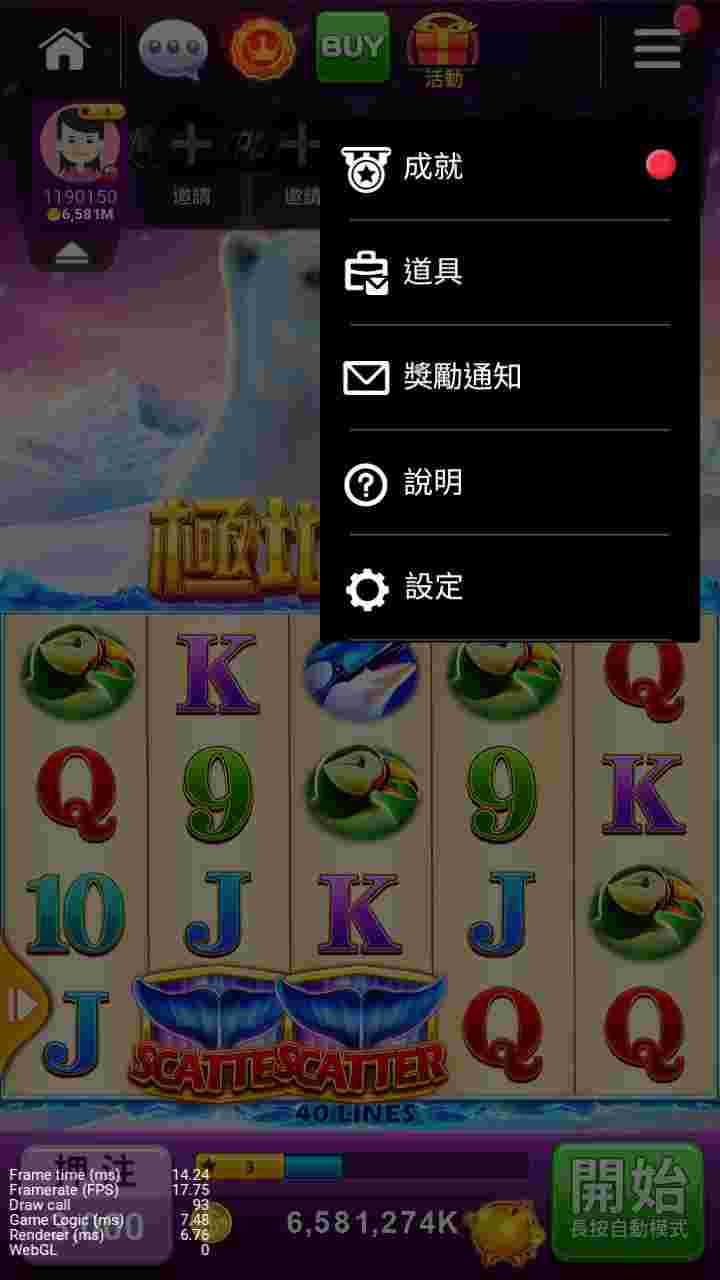 BUY
活動
1190150
6,581M
邀請
邀請
成就
道具
獎勵通知
說明
設定
極地
K
Q
Q
9
9
K
10
J
K
J
J
SCATTE
SCATTER
Q
Q
40 LINES
押注
3
6,581,274K
開始
長按自動模式
Frame time (ms) 14.24
Framerate (FPS) 17.75
Draw call 93
Game Logic (ms) 7.48
Renderer (ms) 6.76
WebGL 0